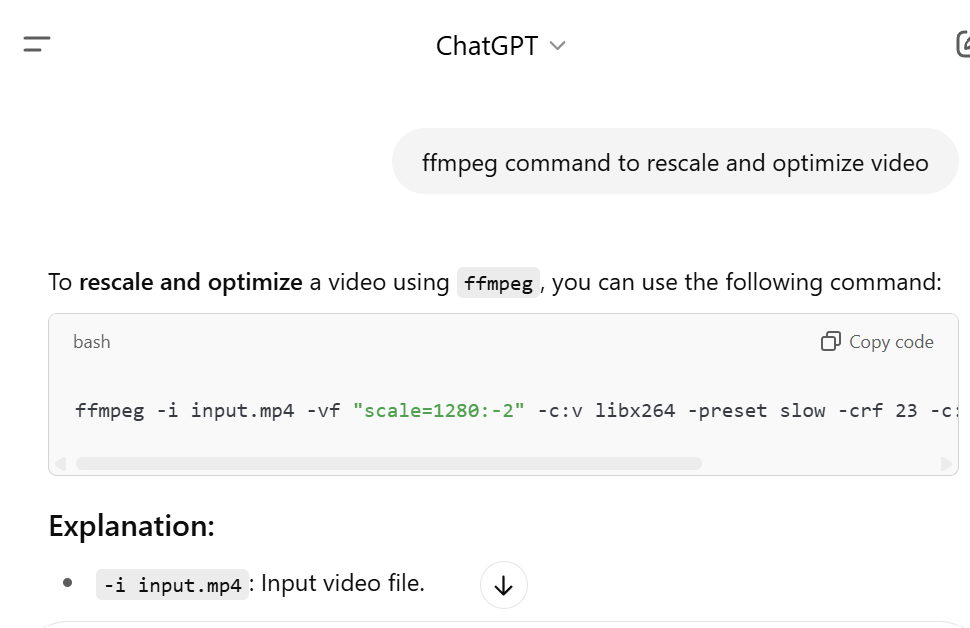 ChatGPT
ffmpeg command to rescale and optimize video
To rescale and optimize a video using ffmpeg, you can use the following command:
bash Copy code
ffmpeg -i input.mp4 -vf "scale=1280:-2" -c:v libx264 -preset slow -crf 23 -c:
Explanation:
-i input.mp4: Input video file.